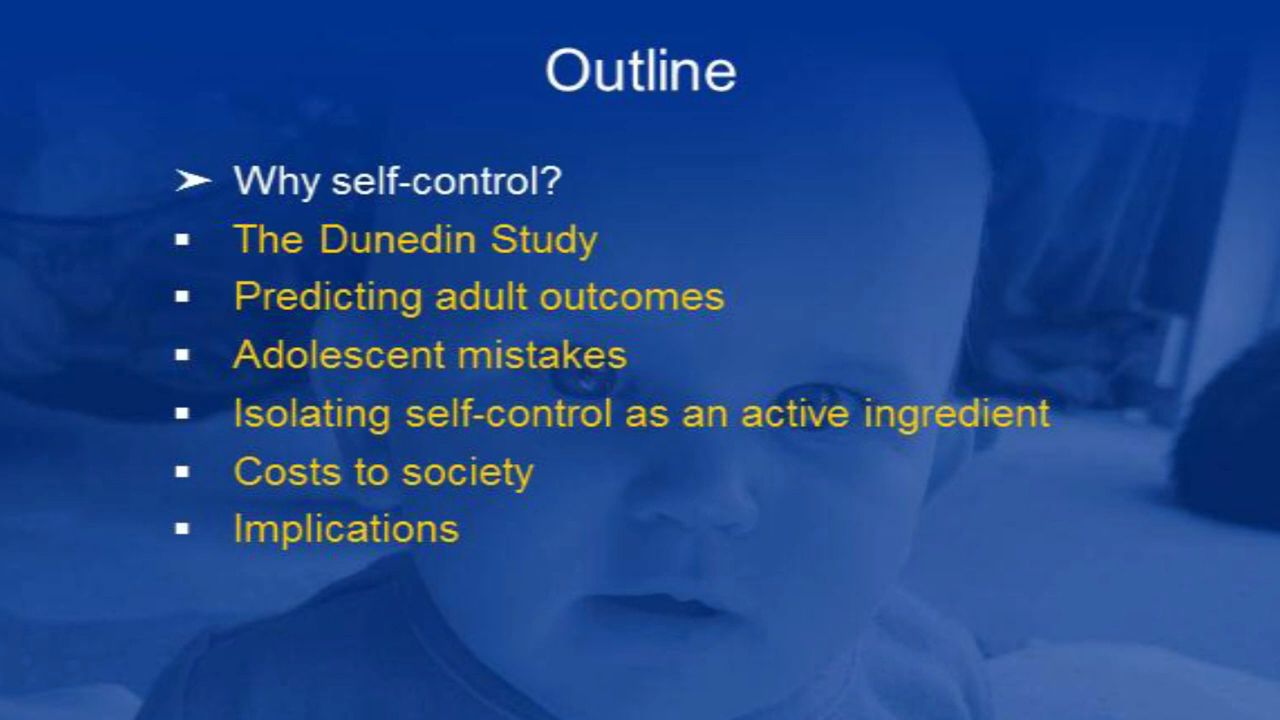 Outline
➤ Why self-control?
▪ The Dunedin Study
▪ Predicting adult outcomes
▪ Adolescent mistakes
▪ Isolating self-control as an active ingredient
▪ Costs to society
▪ Implications